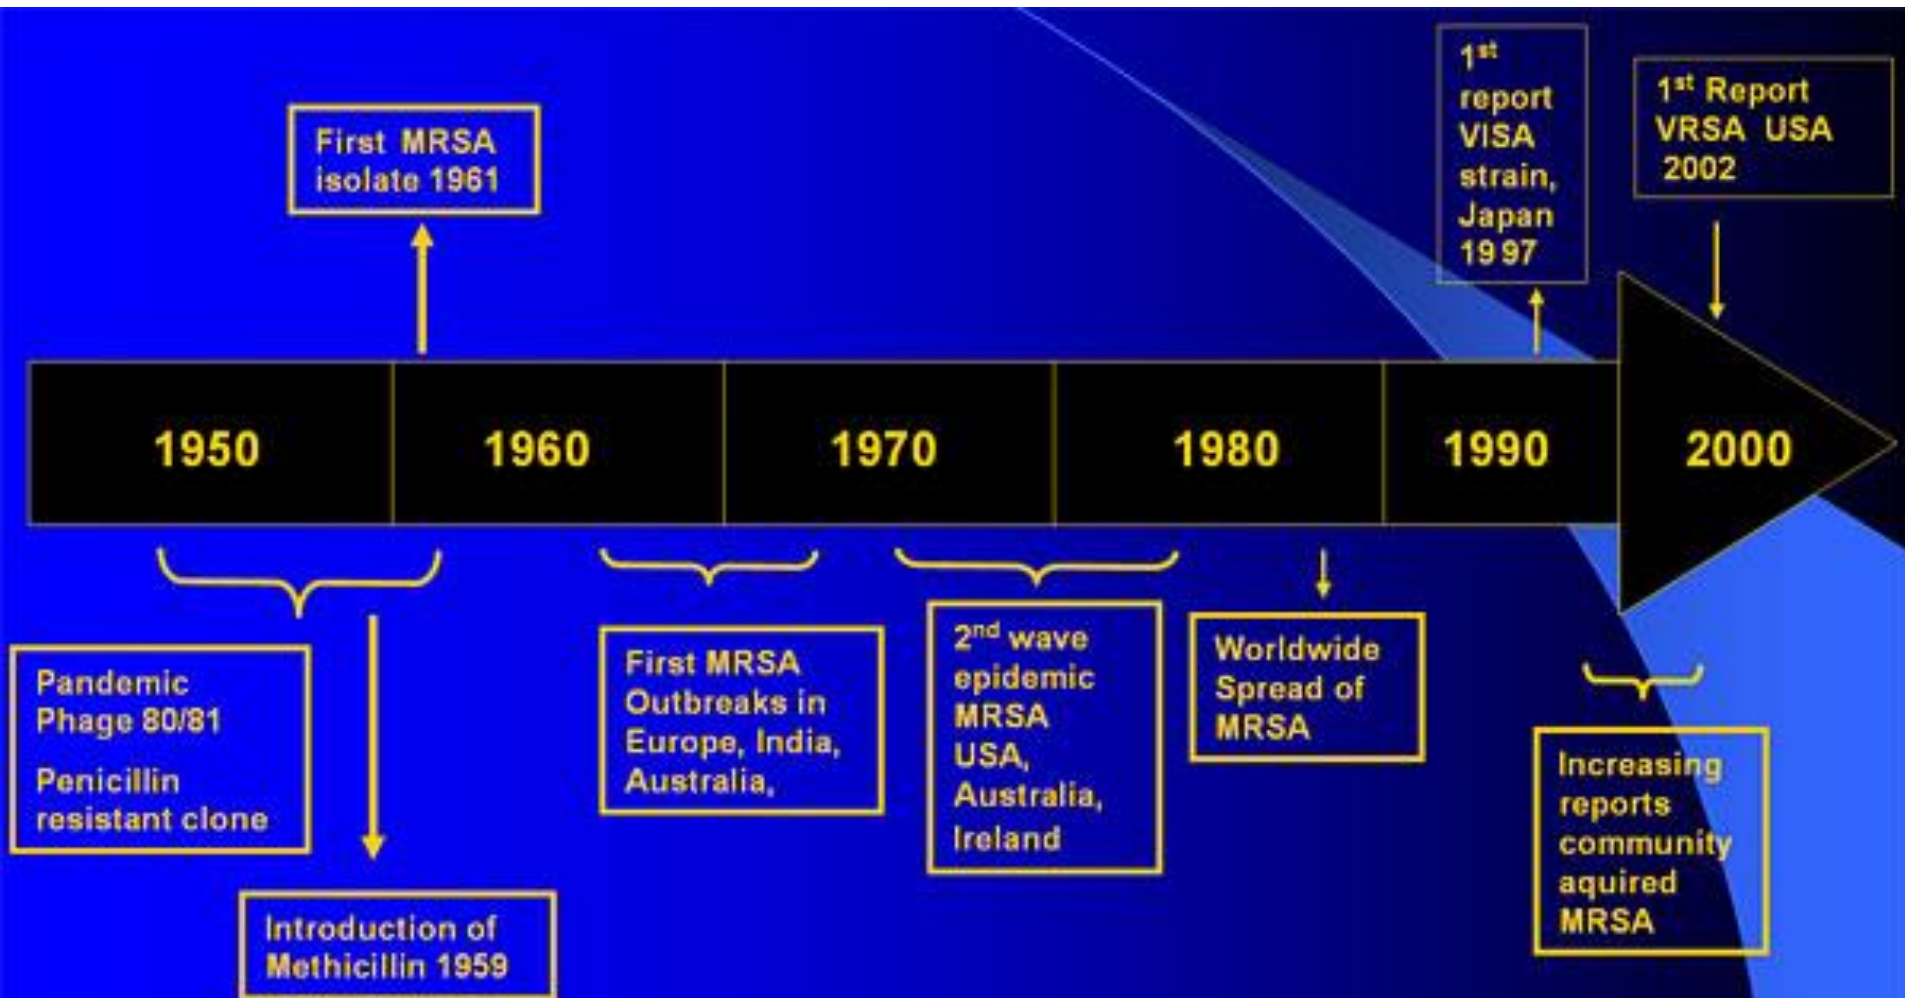 First MRSA
isolate 1961
1st
report
VISA
strain,
Japan
1997
1st Report
VRSA USA
2002
1950
1960
1970
1980
1990
2000
Pandemic
Phage 80/81
Penicillin
resistant clone
Introduction of
Methicillin 1959
First MRSA
Outbreaks in
Europe, India,
Australia,
2nd wave
epidemic
MRSA
USA,
Australia,
Ireland
Worldwide
Spread of
MRSA
Increasing
reports
community
aquired
MRSA